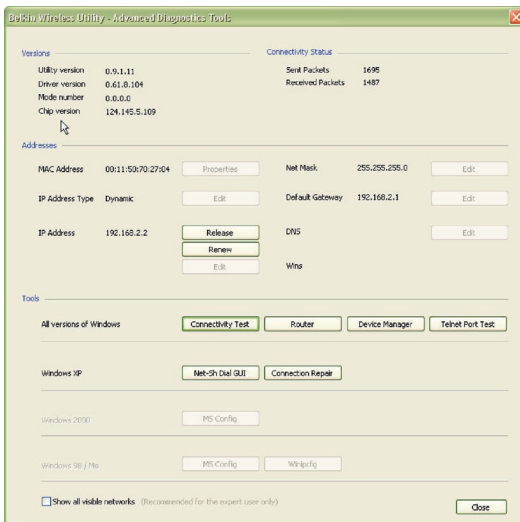 Belkin Wireless Utility - Advanced Diagnostics Tools
Versions
Utility version 0.9.1.11
Driver version 0.61.8.104
Mode number 0.0.0.0
Chip version 124.145.5.109
Connectivity Status
Sent Packets 1695
Received Packets 1487
Addresses
MAC Address 00:11:50:70:27:04 Properties Net Mask 255.255.255.0 Edit
IP Address Type Dynamic Edit Default Gateway 192.168.2.1 Edit
IP Address 192.168.2.2 Release DNS Edit
Renew
Edit Wins
Tools
All versions of Windows Connectivity Test Router Device Manager Telnet Port Test
Windows XP Net-Sh Dial GUI Connection Repair
Windows 2000 MS Config
Windows 98 / Me MS Config Winipcfg
Show all visible networks (Recommended for the expert user only)
Close